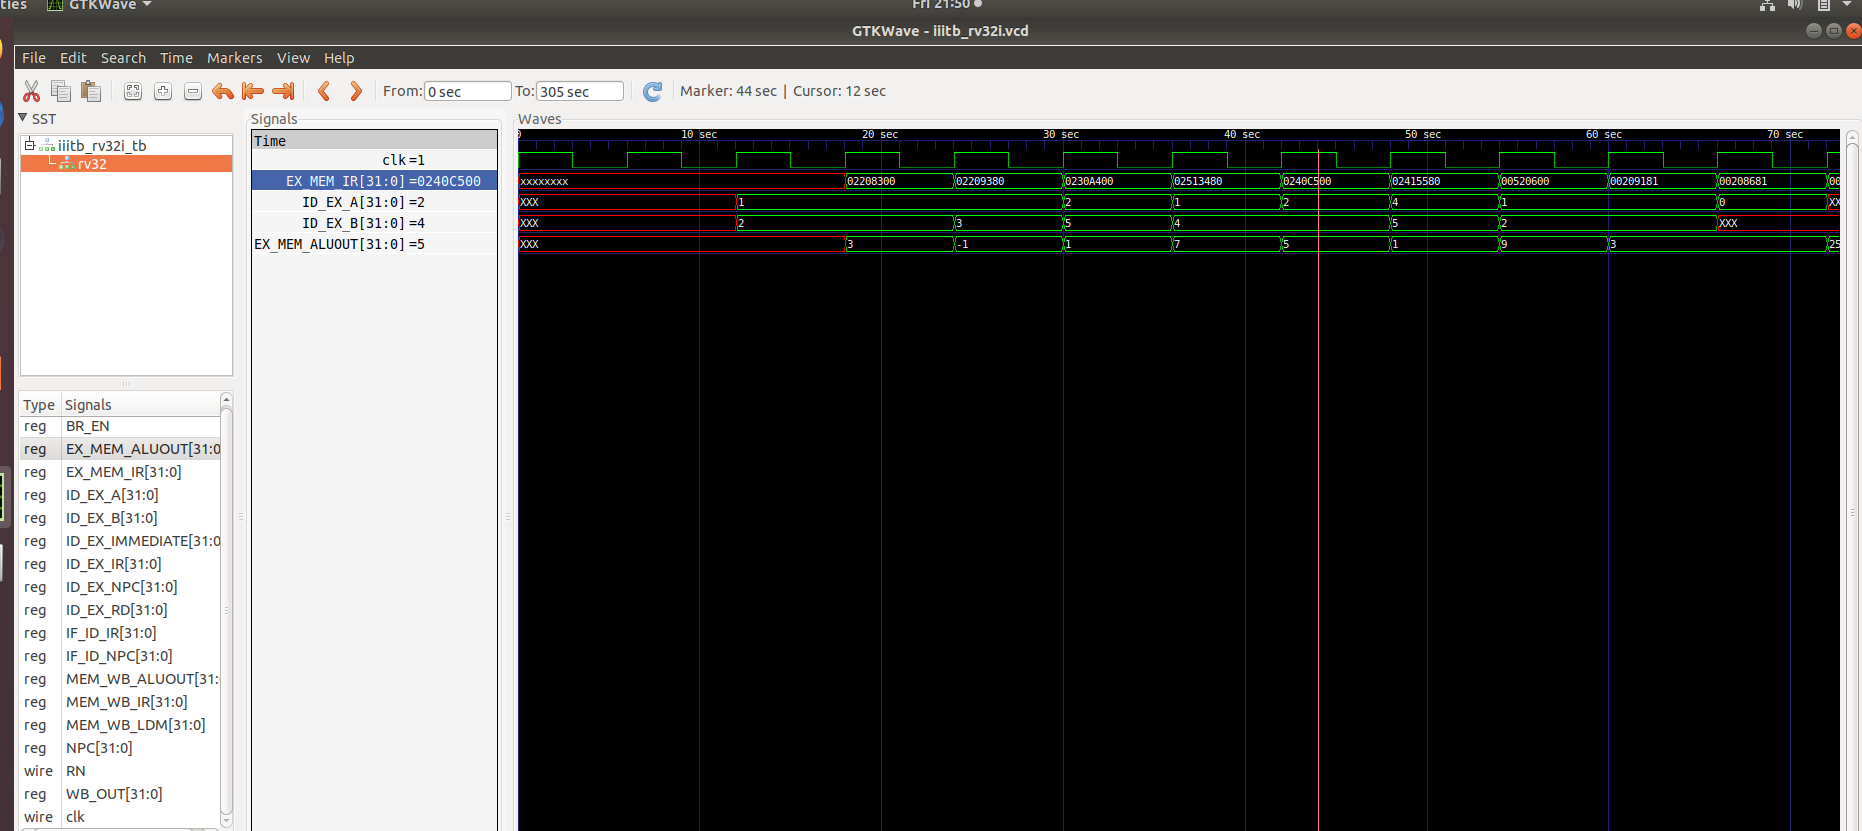 ties GTKWave Fri 21:50
GTKWave - iiitb_rv32i.vcd
File Edit Search Time Markers View Help
From: 0 sec To: 305 sec Marker: 44 sec | Cursor: 12 sec
SST
iiitb_rv32i_tb
rv32
Type Signals
reg BR_EN
reg EX_MEM_ALUOUT[31:0
reg EX_MEM_IR[31:0]
reg ID_EX_A[31:0]
reg ID_EX_B[31:0]
reg ID_EX_IMMEDIATE[31:0
reg ID_EX_IR[31:0]
reg ID_EX_NPC[31:0]
reg ID_EX_RD[31:0]
reg IF_ID_IR[31:0]
reg IF_ID_NPC[31:0]
reg MEM_WB_ALUOUT[31:
reg MEM_WB_IR[31:0]
reg MEM_WB_LDM[31:0]
reg NPC[31:0]
wire RN
reg WB_OUT[31:0]
wire clk
Signals
Time
clk=1
EX_MEM_IR[31:0]=0240C500
ID_EX_A[31:0]=2
ID_EX_B[31:0]=4
EX_MEM_ALUOUT[31:0]=5
Waves
0 10 sec 20 sec 30 sec 40 sec 50 sec 60 sec 70 sec
xxxxxxxx 02208300 02209380 0230A400 02513480 0240C500 02415580 00520600 00209181 00208681 00
XXX 1 2 1 2 4 1 0 XX
XXX 2 3 5 4 5 2 XXX
XXX 3 -1 1 7 5 1 9 3 25